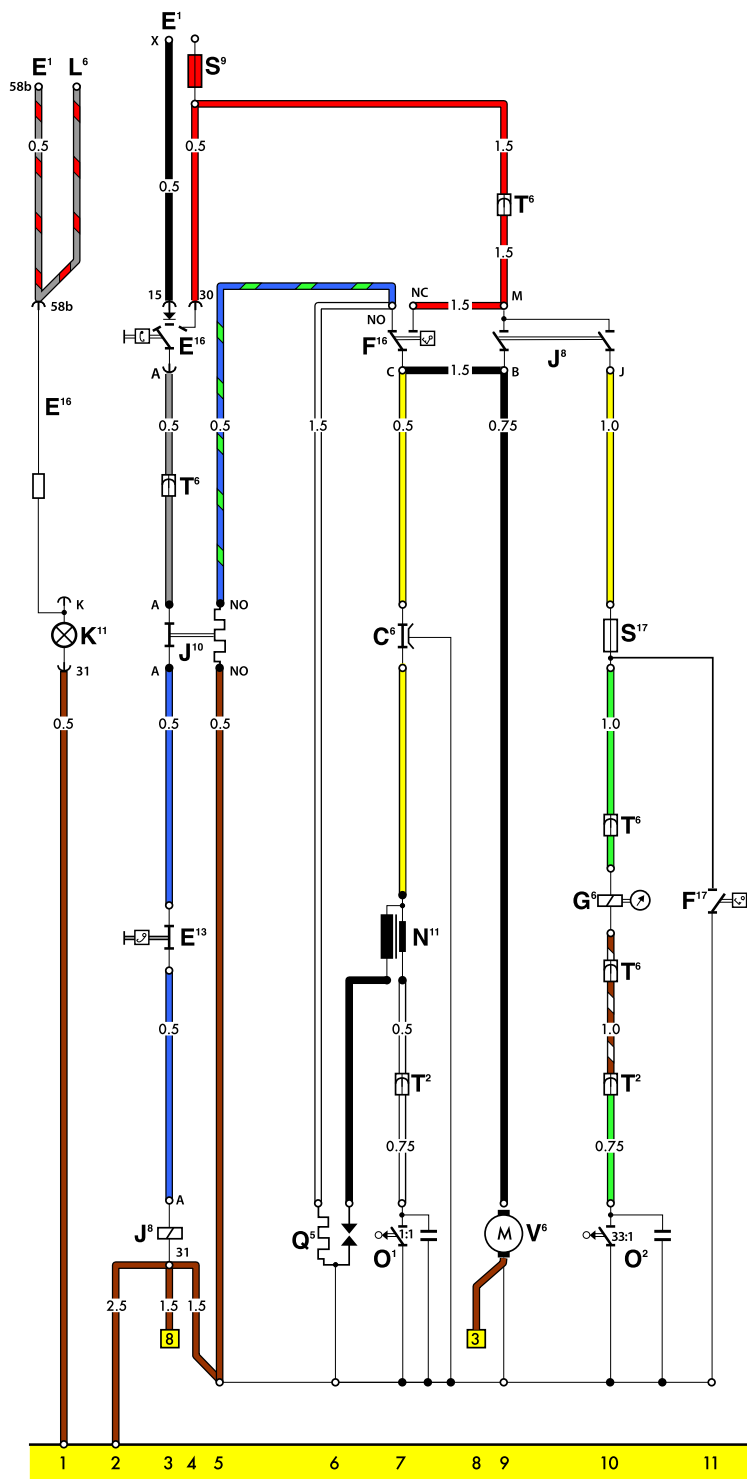 E1
X
S9
E1 L6
58b
0.5
0.5
1.5
0.5
T6
1.5
58b
15
30
NC
1.5
M
NO
E16
F16
J8
A
C
1.5
B
J
E16
0.5
0.5
1.5
0.5
0.75
1.0
T6
K
A
NO
K11
C6
S17
J10
31
A
NO
0.5
0.5
0.5
1.0
T6
G6
F17
E13
N11
T6
0.5
0.5
1.0
T2
T2
0.75
0.75
A
J8
Q5
1:1
M
V6
33:1
O1
O2
31
2.5
1.5
1.5
8
3
1 2 3 4 5 6 7 8 9 10 11